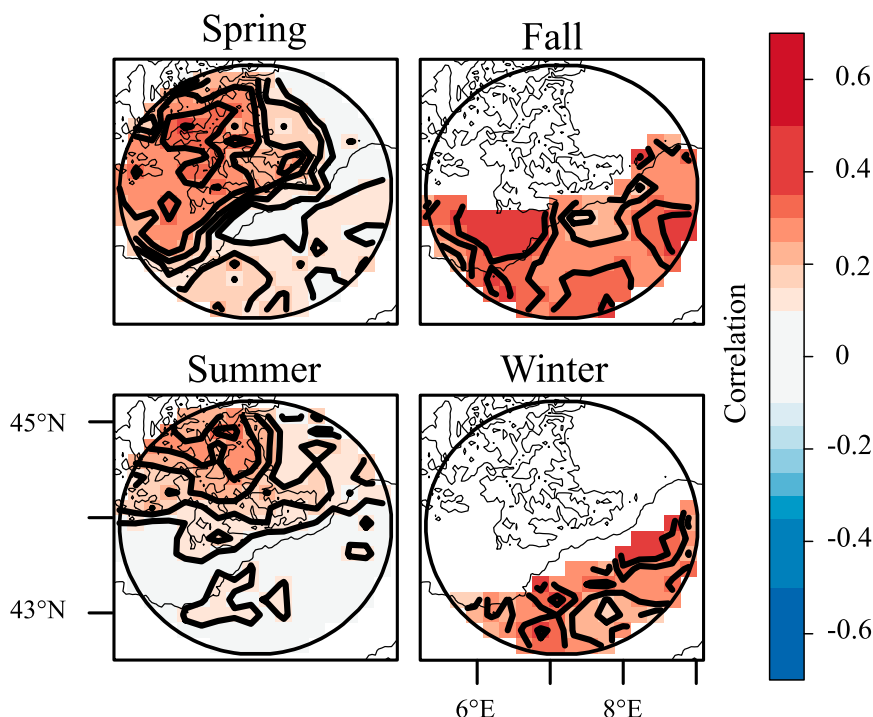 Spring
Fall
Summer
Winter
45°N
43°N
6°E
8°E
Correlation
0.6
0.4
0.2
0
-0.2
-0.4
-0.6